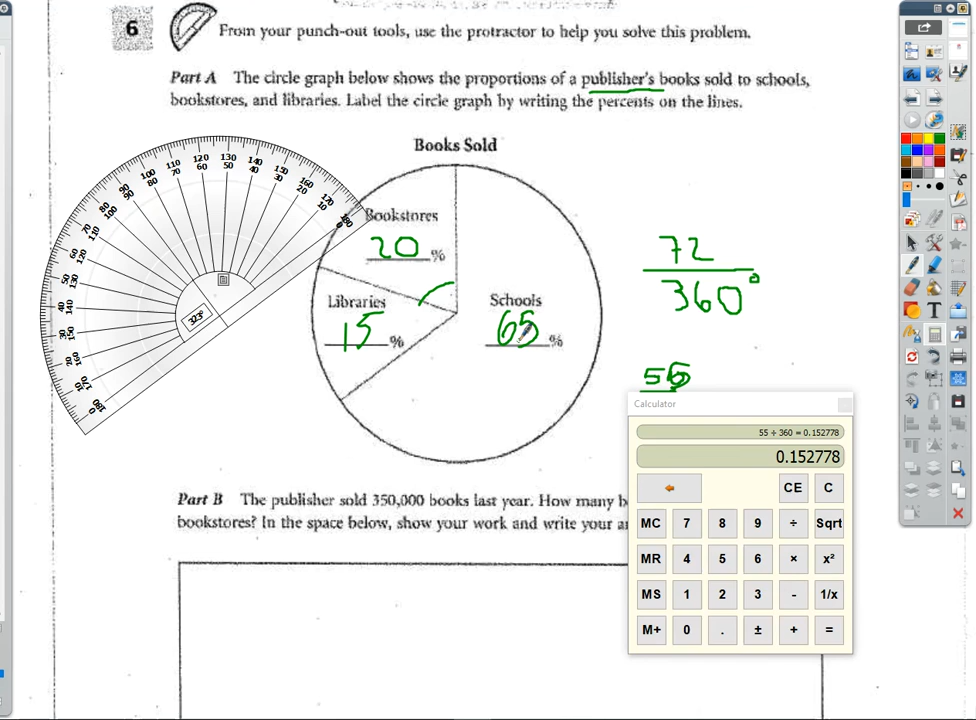 6
From your punch-out tools, use the protractor to help you solve this problem.
Part A The circle graph below shows the proportions of a publisher's books sold to schools,
bookstores, and libraries. Label the circle graph by writing the percents on the lines.
Books Sold
Bookstores
20 %
Libraries
15 %
Schools
65 %
72
360°
55
323°
Calculator
55 ÷ 360 = 0.152778
0.152778
CE C
MC 7 8 9 ÷ Sqrt
MR 4 5 6 × x²
MS 1 2 3 - 1/x
M+ 0 . ± + =
Part B The publisher sold 350,000 books last year. How many b
bookstores? In the space below, show your work and write your an
T